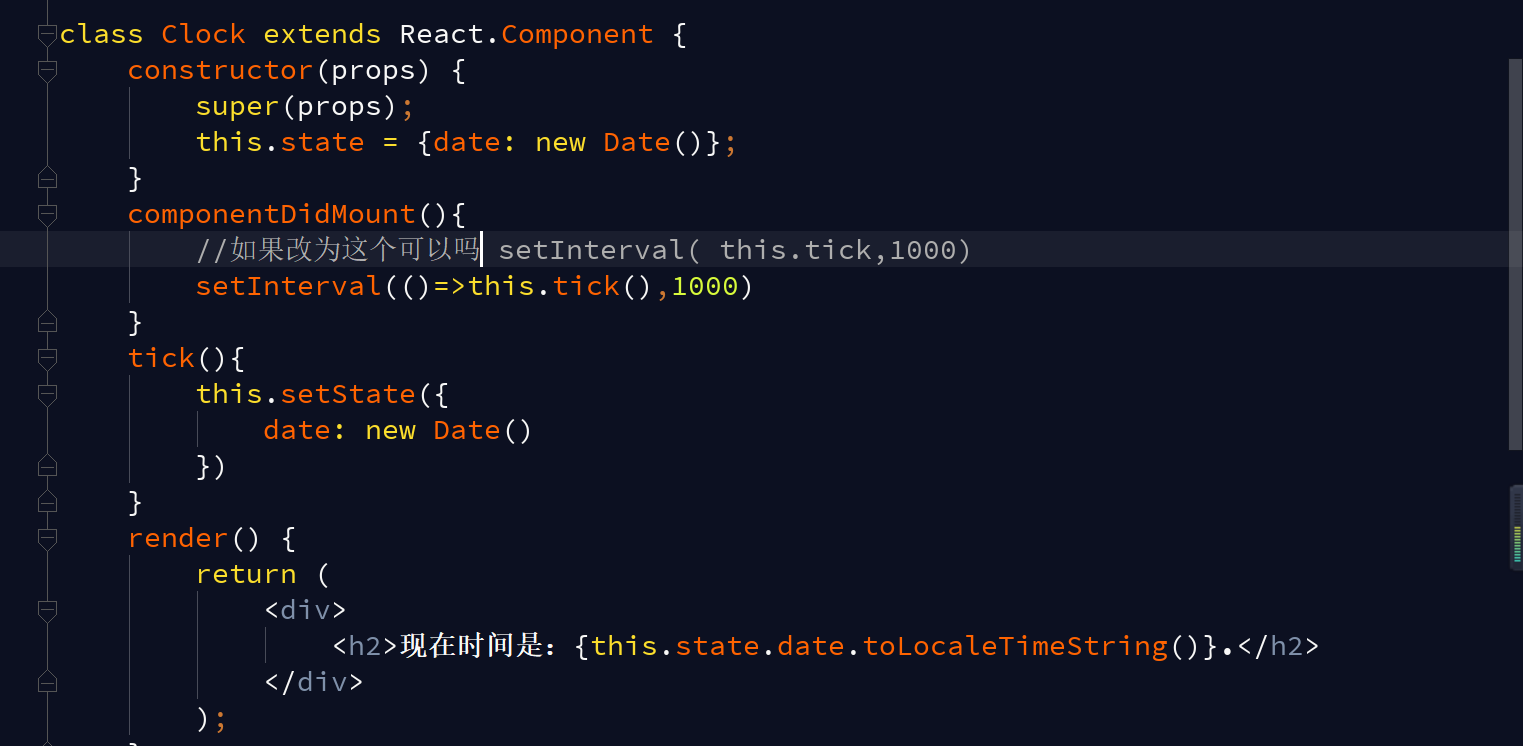 class Clock extends React.Component {
    constructor(props) {
        super(props);
        this.state = {date: new Date()};
    }
    componentDidMount(){
        //如果改为这个可以吗 setInterval( this.tick,1000)
        setInterval(()=>this.tick(),1000)
    }
    tick(){
        this.setState({
            date: new Date()
        })
    }
    render() {
        return (
            <div>
                <h2>现在时间是：{this.state.date.toLocaleTimeString()}.</h2>
            </div>
        );